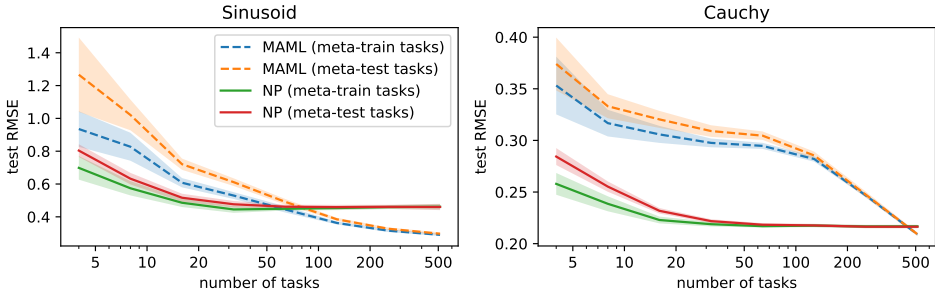 Sinusoid
test RMSE
1.4
1.2
1.0
0.8
0.6
0.4
MAML (meta-train tasks)
MAML (meta-test tasks)
NP (meta-train tasks)
NP (meta-test tasks)
5 10 20 50 100 200 500
number of tasks
Cauchy
test RMSE
0.40
0.35
0.30
0.25
0.20
5 10 20 50 100 200 500
number of tasks